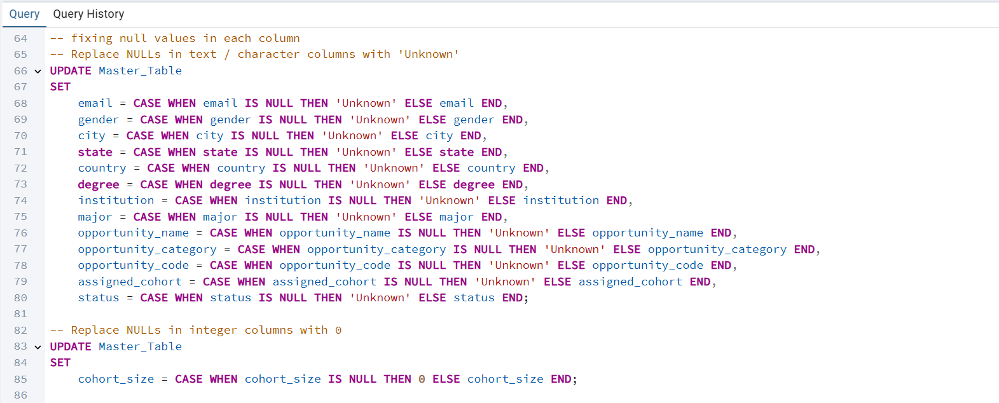 Query Query History
64 -- fixing null values in each column
65 -- Replace NULLs in text / character columns with 'Unknown'
66 UPDATE Master_Table
67 SET
68 email = CASE WHEN email IS NULL THEN 'Unknown' ELSE email END,
69 gender = CASE WHEN gender IS NULL THEN 'Unknown' ELSE gender END,
70 city = CASE WHEN city IS NULL THEN 'Unknown' ELSE city END,
71 state = CASE WHEN state IS NULL THEN 'Unknown' ELSE state END,
72 country = CASE WHEN country IS NULL THEN 'Unknown' ELSE country END,
73 degree = CASE WHEN degree IS NULL THEN 'Unknown' ELSE degree END,
74 institution = CASE WHEN institution IS NULL THEN 'Unknown' ELSE institution END,
75 major = CASE WHEN major IS NULL THEN 'Unknown' ELSE major END,
76 opportunity_name = CASE WHEN opportunity_name IS NULL THEN 'Unknown' ELSE opportunity_name END,
77 opportunity_category = CASE WHEN opportunity_category IS NULL THEN 'Unknown' ELSE opportunity_category END,
78 opportunity_code = CASE WHEN opportunity_code IS NULL THEN 'Unknown' ELSE opportunity_code END,
79 assigned_cohort = CASE WHEN assigned_cohort IS NULL THEN 'Unknown' ELSE assigned_cohort END,
80 status = CASE WHEN status IS NULL THEN 'Unknown' ELSE status END;
81
82 -- Replace NULLs in integer columns with 0
83 UPDATE Master_Table
84 SET
85 cohort_size = CASE WHEN cohort_size IS NULL THEN 0 ELSE cohort_size END;
86